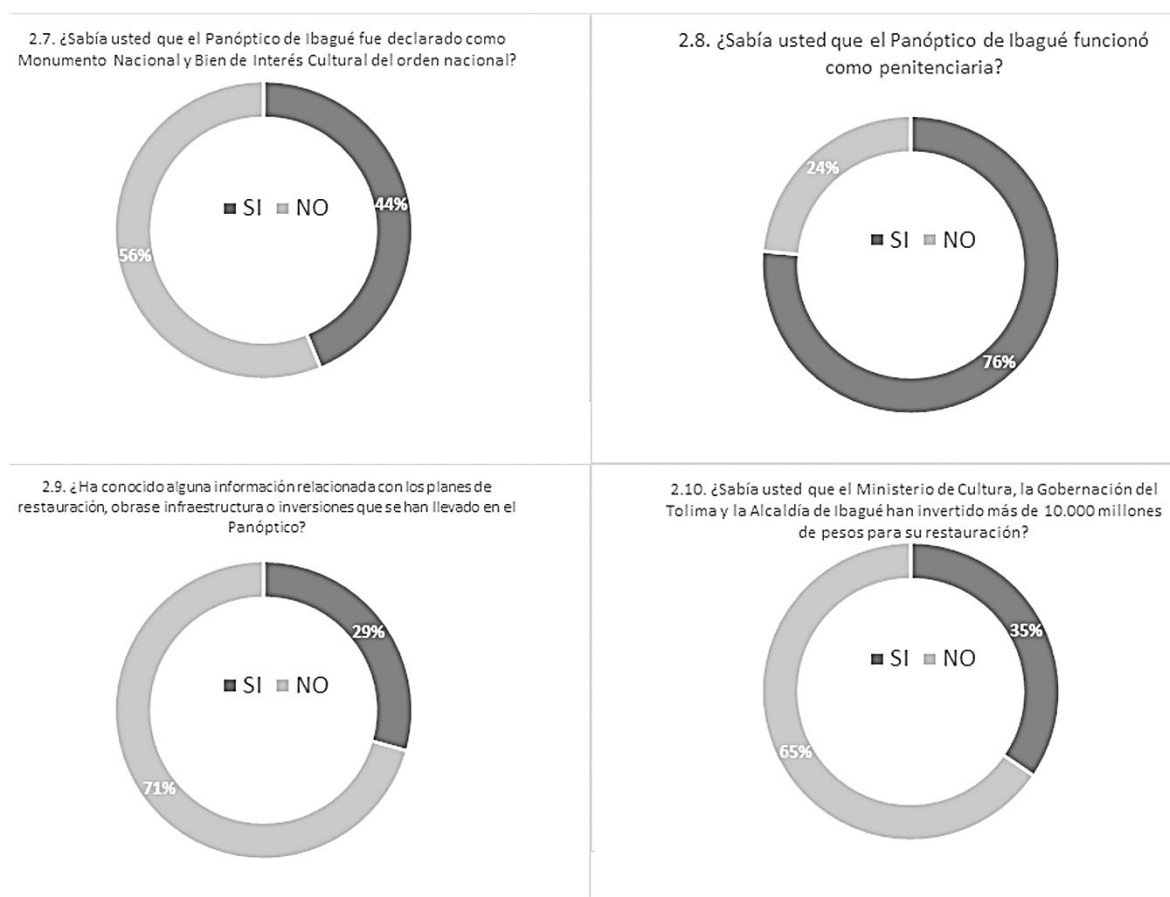 2.7. ¿Sabía usted que el Panóptico de Ibagué fue declarado como
Monumento Nacional y Bien de Interés Cultural del orden nacional?
SI NO
44%
56%
2.8. ¿Sabía usted que el Panóptico de Ibagué funcionó
como penitenciaria?
24%
SI NO
76%
2.9. ¿Ha conocido alguna información relacionada con los planes de
restauración, obras e infraestructura o inversiones que se han llevado en el
Panóptico?
29%
SI NO
71%
2.10. ¿Sabía usted que el Ministerio de Cultura, la Gobernación del
Tolima y la Alcaldía de Ibagué han invertido más de 10.000 millones
de pesos para su restauración?
35%
SI NO
65%